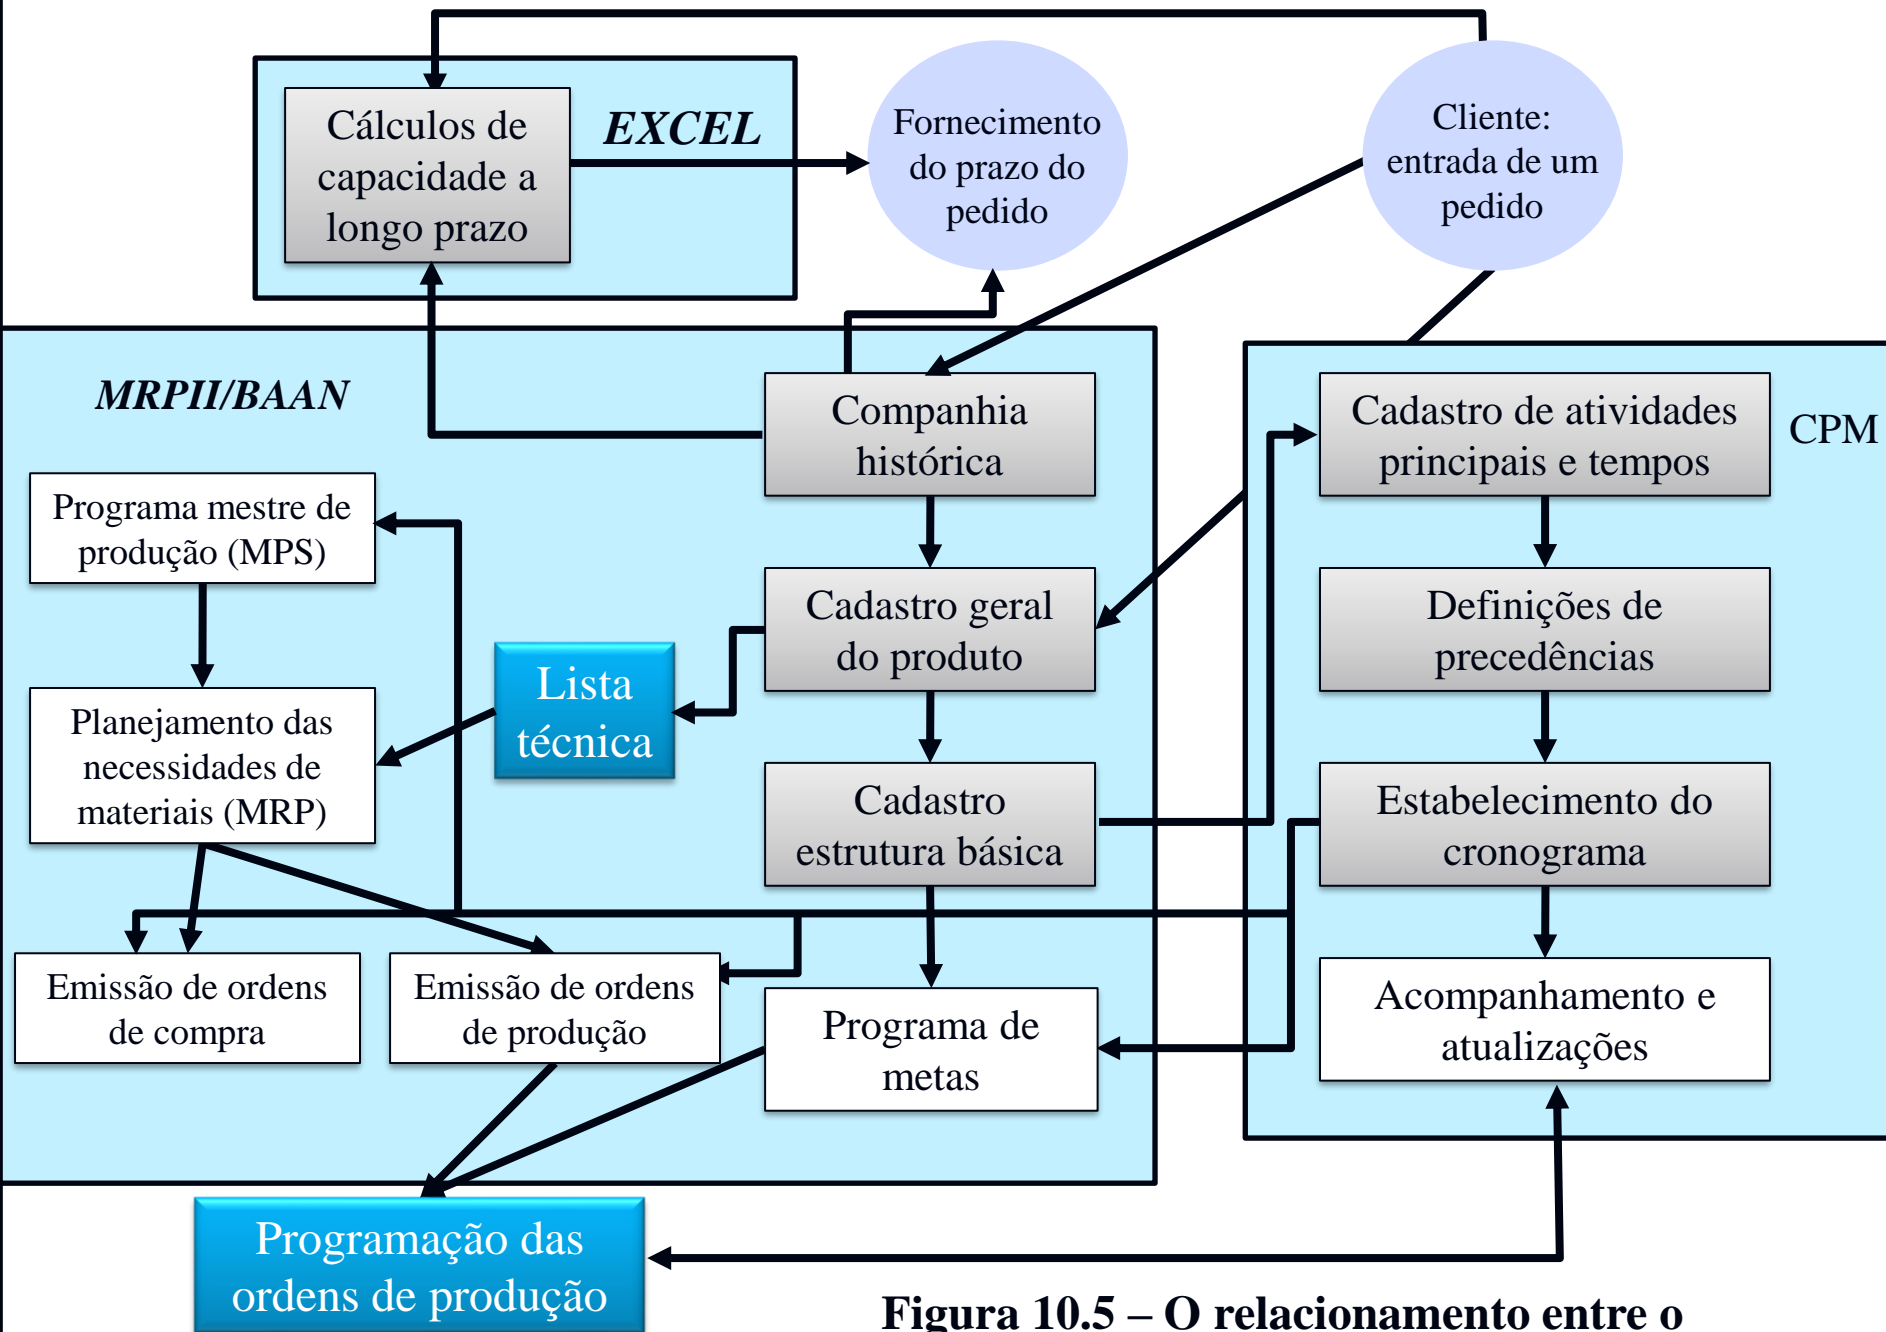 Cálculos de
capacidade a
longo prazo
EXCEL
Fornecimento
do prazo do
pedido
Cliente:
entrada de um
pedido
MRPII/BAAN
Companhia
histórica
Cadastro de atividades
principais e tempos
CPM
Programa mestre de
produção (MPS)
Cadastro geral
do produto
Definições de
precedências
Lista
técnica
Planejamento das
necessidades de
materiais (MRP)
Cadastro
estrutura básica
Estabelecimento do
cronograma
Emissão de ordens
de compra
Emissão de ordens
de produção
Programa de
metas
Acompanhamento e
atualizações
Programação das
ordens de produção
Figura 10.5 – O relacionamento entre o